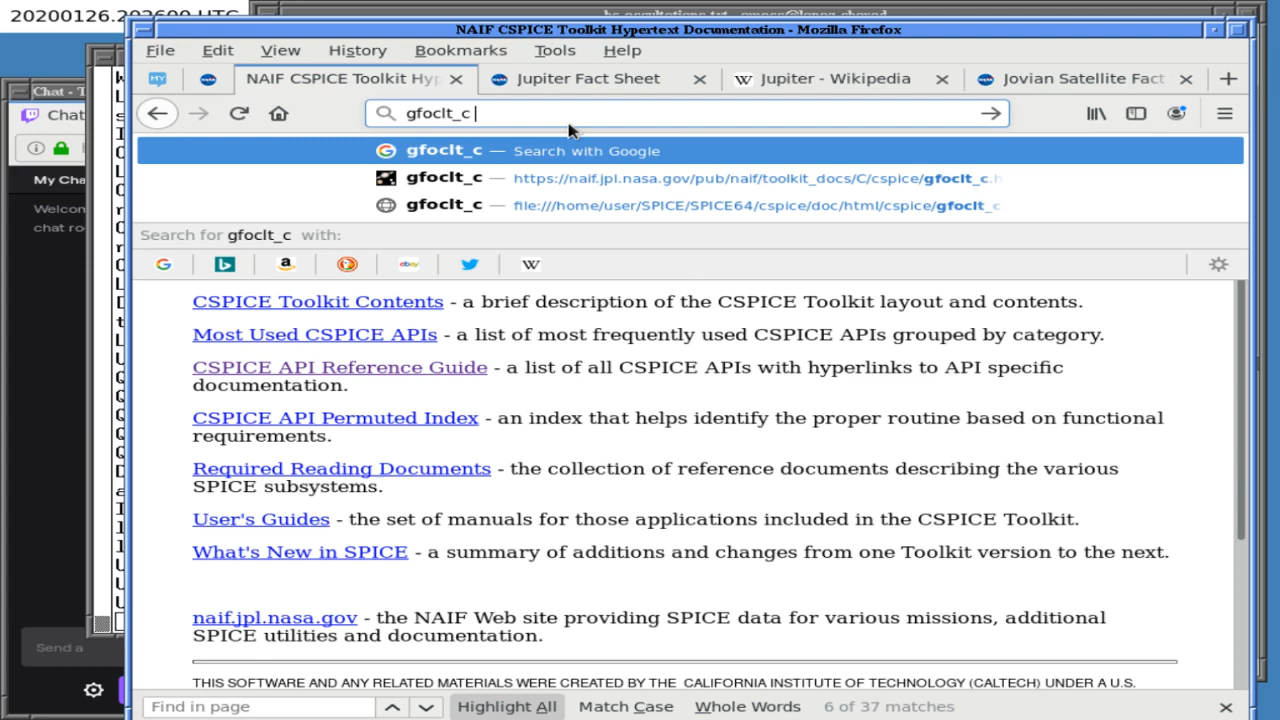 20200126.202600 UTC
NAIF CSPICE Toolkit Hypertext Documentation - Mozilla Firefox
File Edit View History Bookmarks Tools Help
MY NAIF CSPICE Toolkit Hyp Jupiter Fact Sheet W Jupiter - Wikipedia Jovian Satellite Fact
Chat - T
gfoclt_c
Chat
gfoclt_c — Search with Google
gfoclt_c — https://naif.jpl.nasa.gov/pub/naif/toolkit_docs/C/cspice/gfoclt_c.h
My Cha
gfoclt_c — file:///home/user/SPICE/SPICE64/cspice/doc/html/cspice/gfoclt_c
Welcon
chat ro
Search for gfoclt_c with:
CSPICE Toolkit Contents - a brief description of the CSPICE Toolkit layout and contents.
Most Used CSPICE APIs - a list of most frequently used CSPICE APIs grouped by category.
CSPICE API Reference Guide - a list of all CSPICE APIs with hyperlinks to API specific
documentation.
CSPICE API Permuted Index - an index that helps identify the proper routine based on functional
requirements.
Required Reading Documents - the collection of reference documents describing the various
SPICE subsystems.
User's Guides - the set of manuals for those applications included in the CSPICE Toolkit.
What's New in SPICE - a summary of additions and changes from one Toolkit version to the next.
naif.jpl.nasa.gov - the NAIF Web site providing SPICE data for various missions, additional
SPICE utilities and documentation.
Send a
THIS SOFTWARE AND ANY RELATED MATERIALS WERE CREATED BY THE CALIFORNIA INSTITUTE OF TECHNOLOGY (CALTECH) UNDER A U.S.
Find in page Highlight All Match Case Whole Words 6 of 37 matches